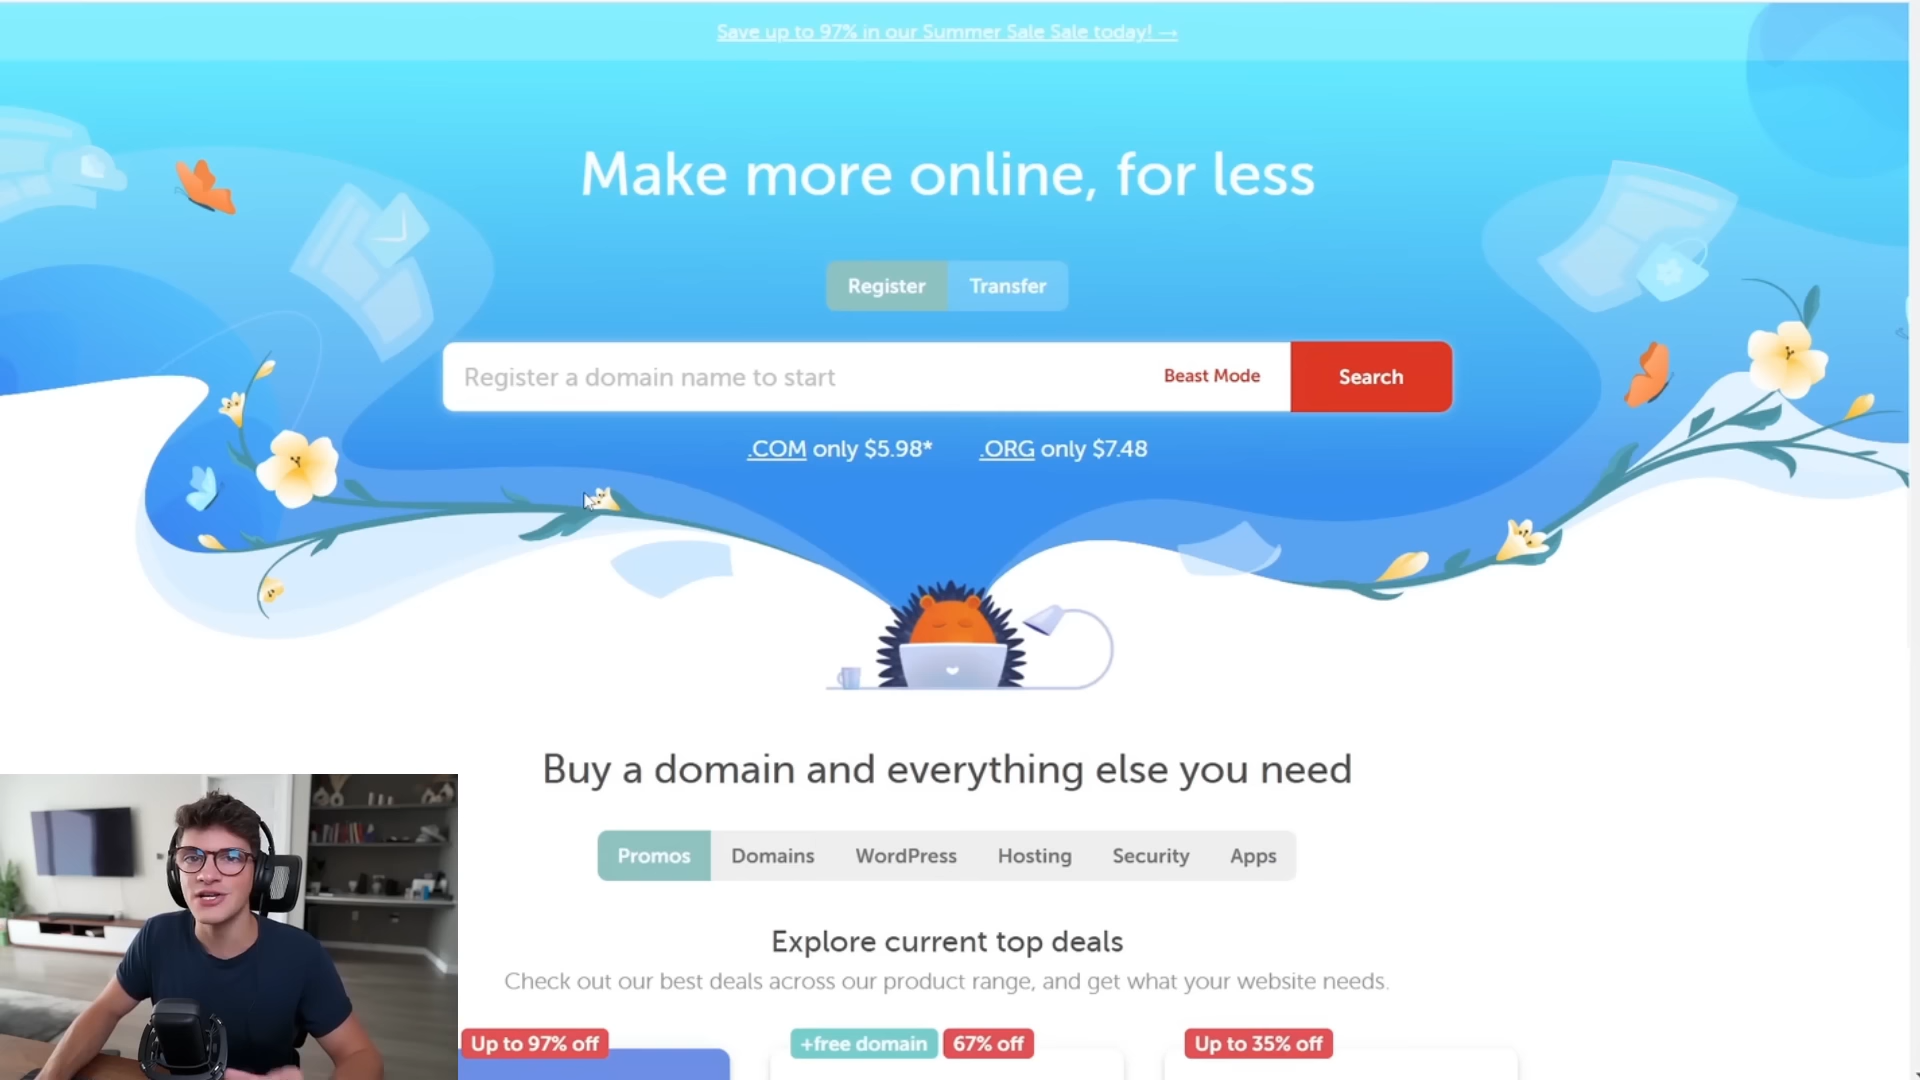 Save up to 97% in our Summer Sale Sale today! →
Make more online, for less
Register Transfer
Register a domain name to start Beast Mode Search
.COM only $5.98* .ORG only $7.48
Buy a domain and everything else you need
Promos Domains WordPress Hosting Security Apps
Explore current top deals
Check out our best deals across our product range, and get what your website needs.
Up to 97% off +free domain 67% off Up to 35% off